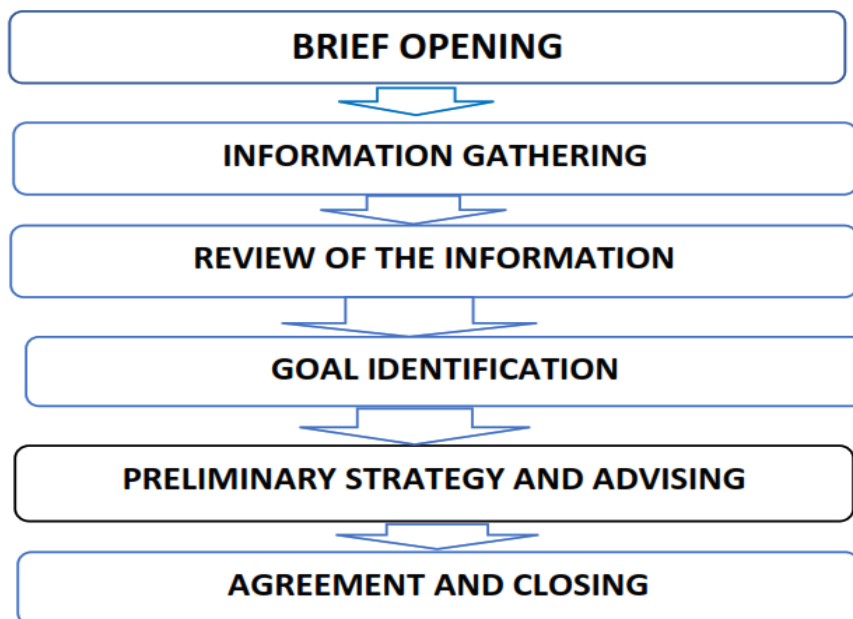 BRIEF OPENING
INFORMATION GATHERING
REVIEW OF THE INFORMATION
GOAL IDENTIFICATION
PRELIMINARY STRATEGY AND ADVISING
AGREEMENT AND CLOSING